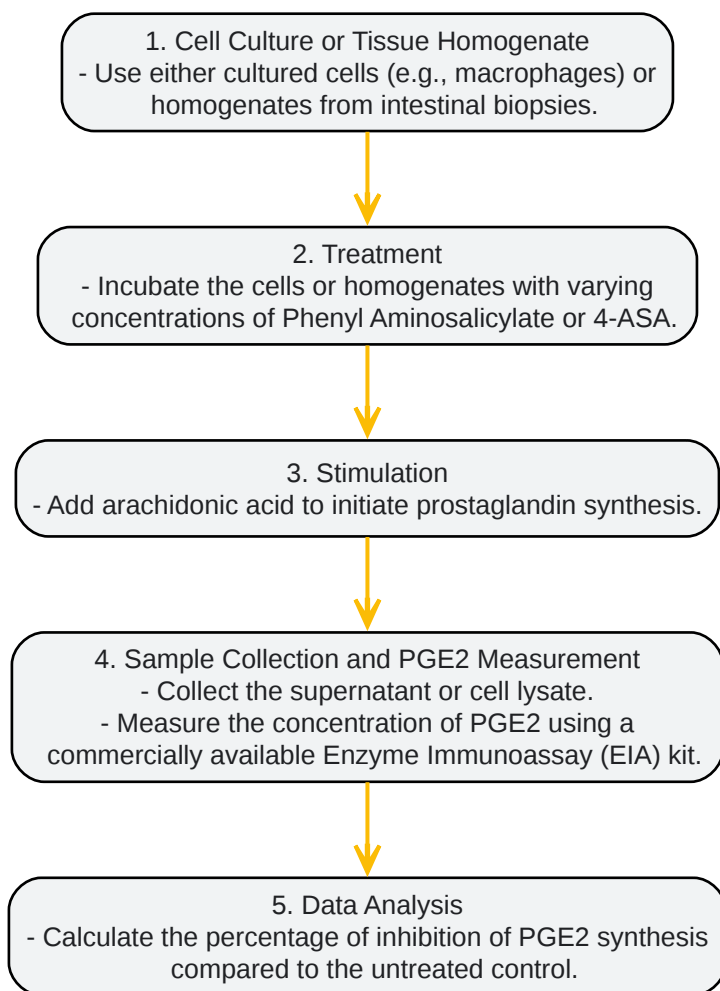 1. Cell Culture or Tissue Homogenate
- Use either cultured cells (e.g., macrophages) or
homogenates from intestinal biopsies.
2. Treatment
- Incubate the cells or homogenates with varying
concentrations of Phenyl Aminosalicylate or 4-ASA.
3. Stimulation
- Add arachidonic acid to initiate prostaglandin synthesis.
4. Sample Collection and PGE2 Measurement
- Collect the supernatant or cell lysate.
- Measure the concentration of PGE2 using a
commercially available Enzyme Immunoassay (EIA) kit.
5. Data Analysis
- Calculate the percentage of inhibition of PGE2 synthesis
compared to the untreated control.